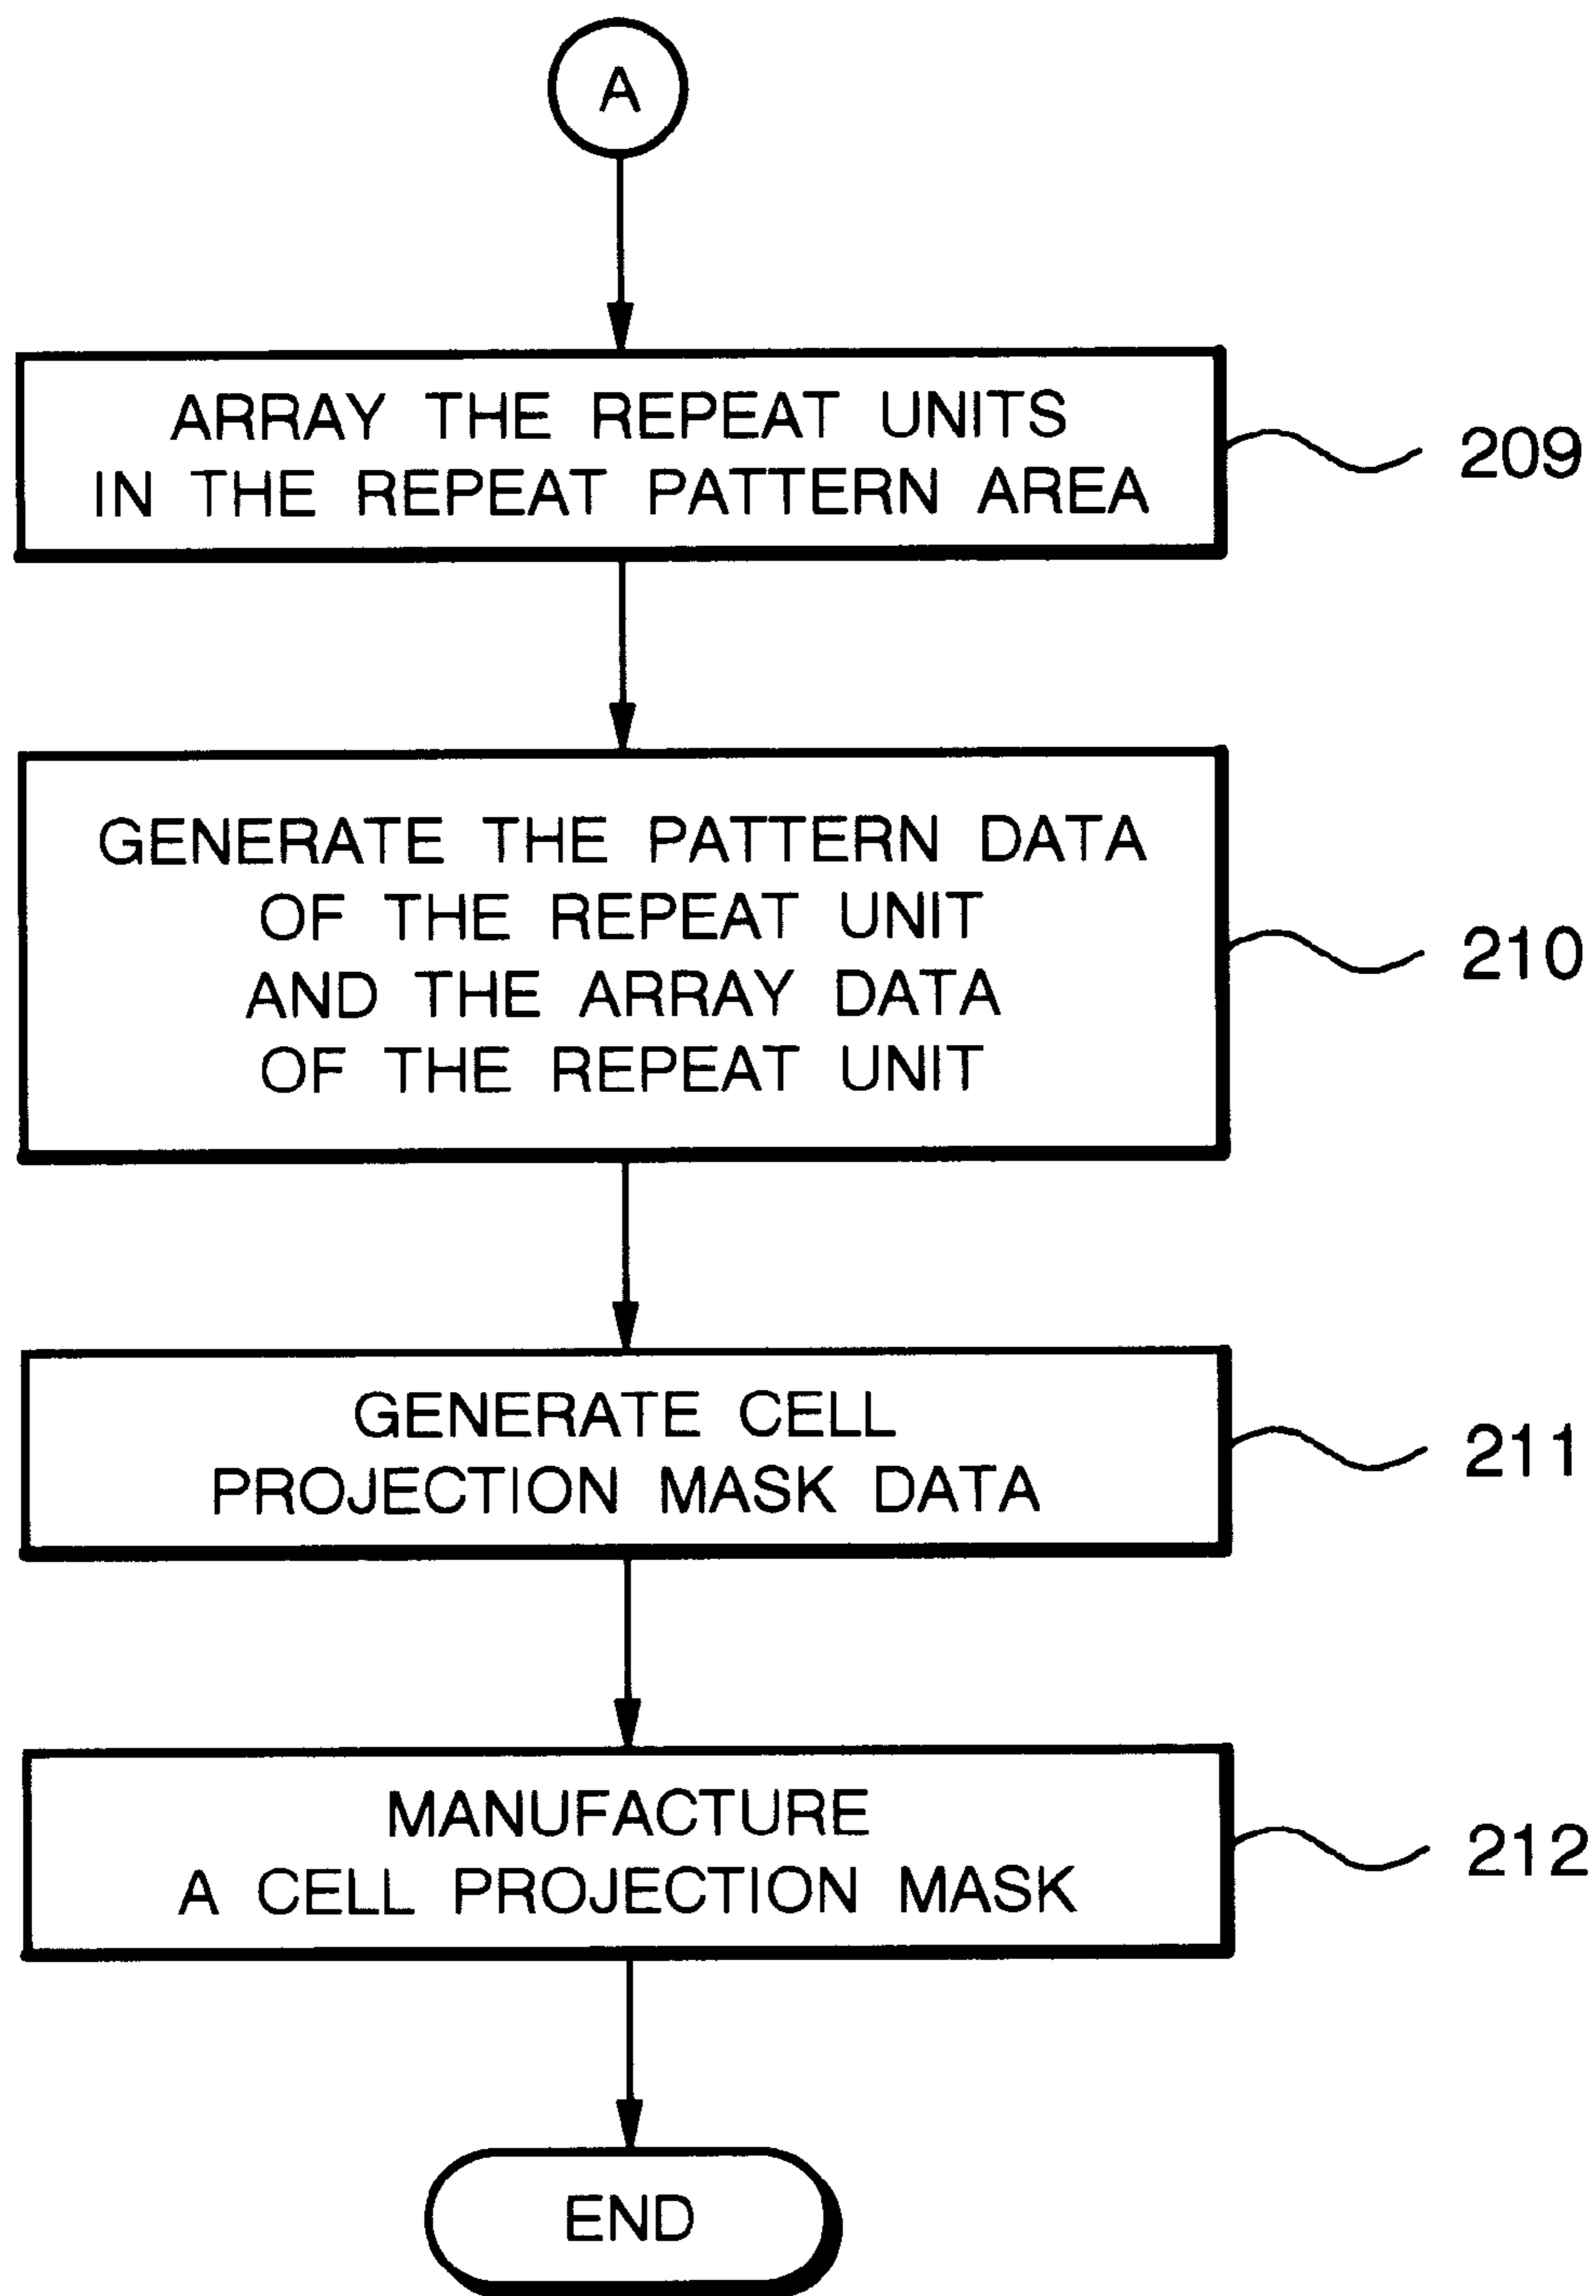 A
ARRAY THE REPEAT UNITS
IN THE REPEAT PATTERN AREA
209
GENERATE THE PATTERN DATA
OF THE REPEAT UNIT
AND THE ARRAY DATA
OF THE REPEAT UNIT
210
GENERATE CELL
PROJECTION MASK DATA
211
MANUFACTURE
A CELL PROJECTION MASK
212
END